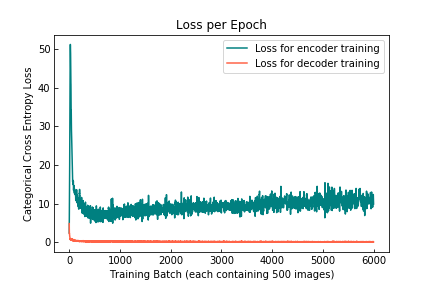 Loss per Epoch
Loss for encoder training
Loss for decoder training
Categorical Cross Entropy Loss
50
40
30
20
10
0
0
1000
2000
3000
4000
5000
6000
Training Batch (each containing 500 images)